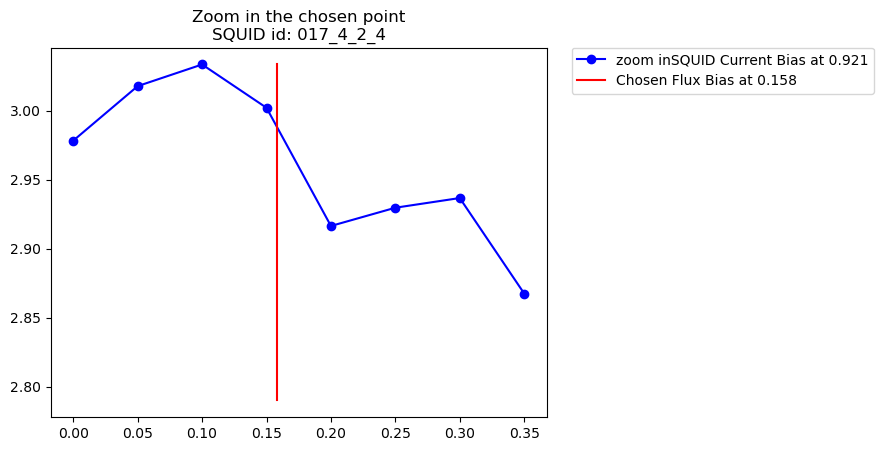 Zoom in the chosen point
SQUID id: 017_4_2_4
zoom inSQUID Current Bias at 0.921
Chosen Flux Bias at 0.158
3.00
2.95
2.90
2.85
2.80
0.00 0.05 0.10 0.15 0.20 0.25 0.30 0.35